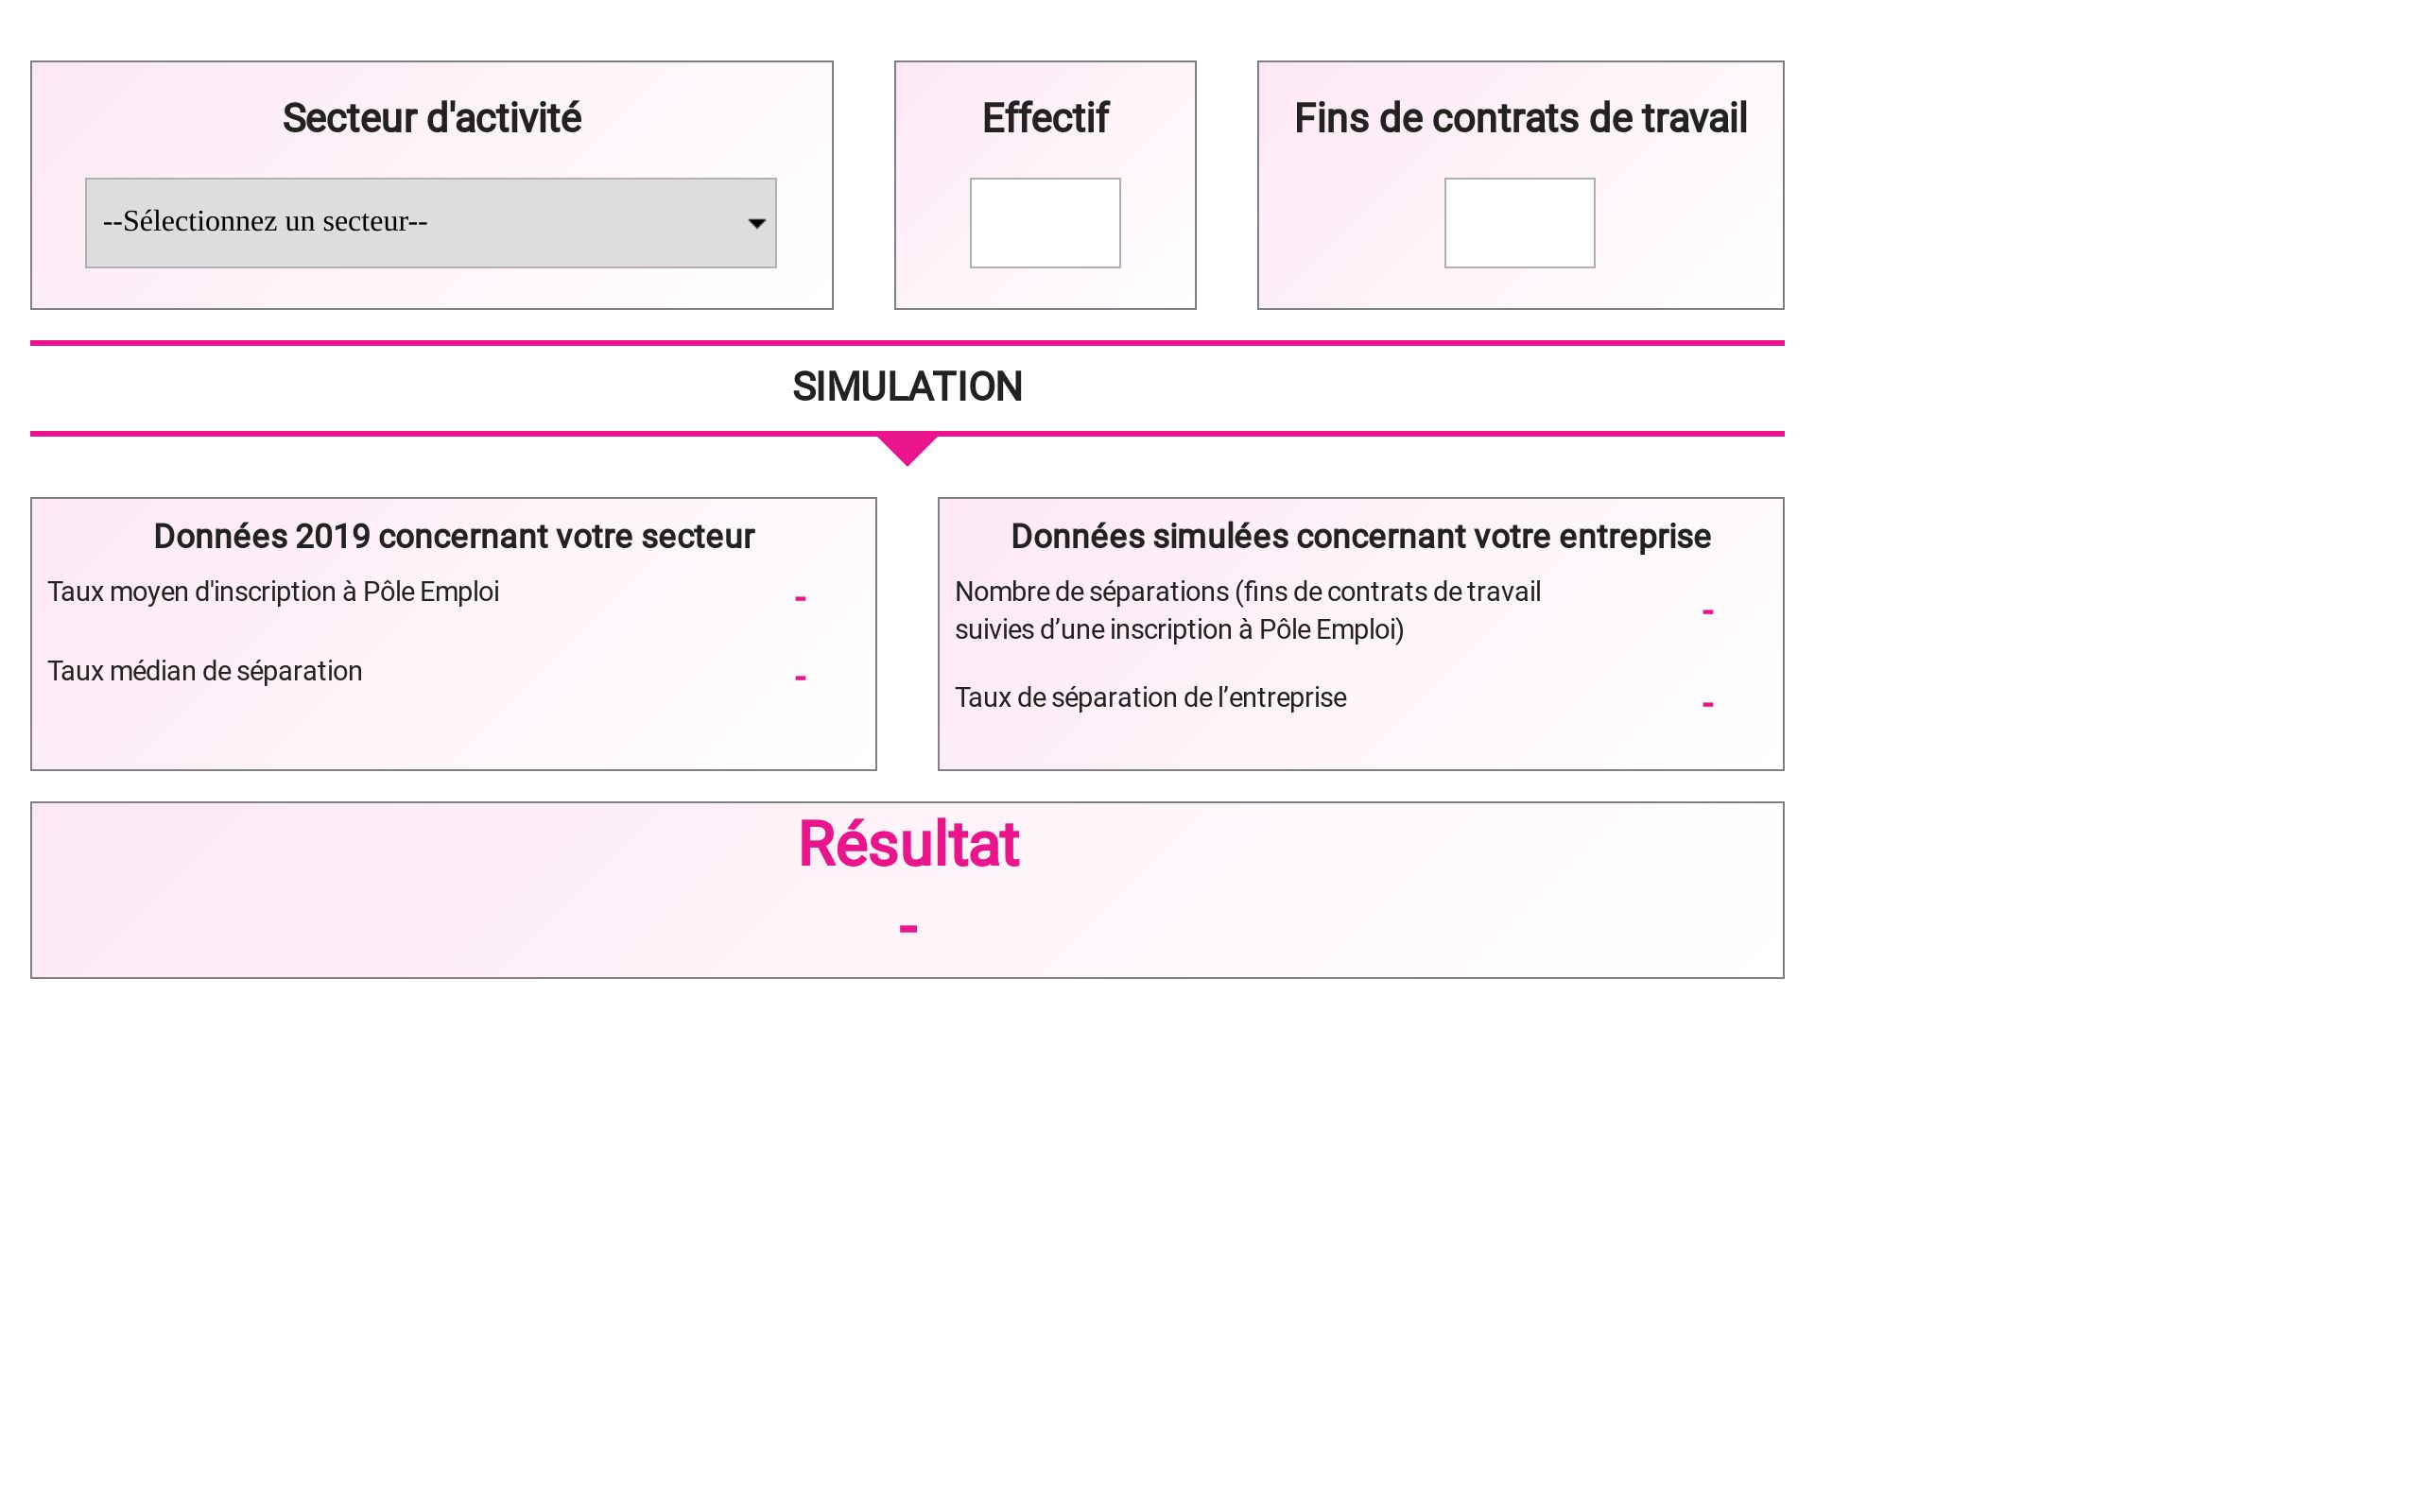 Secteur d'activité
--Sélectionnez un secteur--
Effectif
Fins de contrats de travail
SIMULATION
Données 2019 concernant votre secteur
Taux moyen d'inscription à Pôle Emploi
-
Taux médian de séparation
-
Données simulées concernant votre entreprise
Nombre de séparations (fins de contrats de travail
suivies d’une inscription à Pôle Emploi)
-
Taux de séparation de l’entreprise
-
Résultat
-